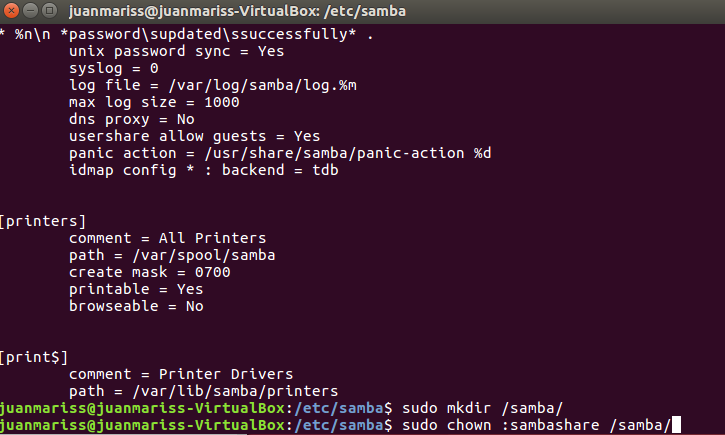 juanmariss@juanmariss-VirtualBox: /etc/samba
* %n\n *password\supdated\ssuccessfully* .
unix password sync = Yes
syslog = 0
log file = /var/log/samba/log.%m
max log size = 1000
dns proxy = No
usershare allow guests = Yes
panic action = /usr/share/samba/panic-action %d
idmap config * : backend = tdb
[printers]
comment = All Printers
path = /var/spool/samba
create mask = 0700
printable = Yes
browseable = No
[print$]
comment = Printer Drivers
path = /var/lib/samba/printers
juanmariss@juanmariss-VirtualBox:/etc/samba$ sudo mkdir /samba/
juanmariss@juanmariss-VirtualBox:/etc/samba$ sudo chown :sambashare /samba/